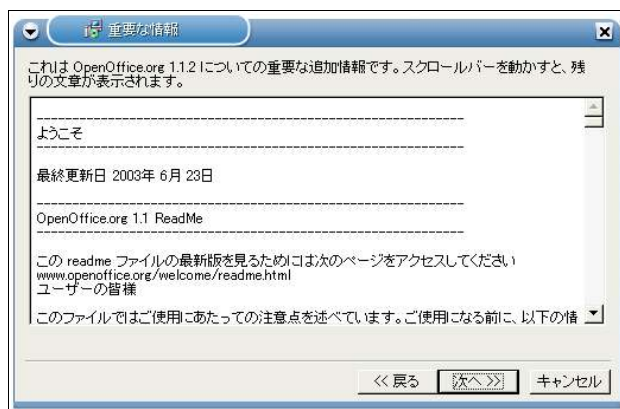 重要な情報
これは OpenOffice.org 1.1.2 についての重要な追加情報です。スクロールバーを動かすと、残
りの文章が表示されます。
----------------------------------------------------------------
ようこそ
----------------------------------------------------------------
最終更新日 2003年 6月 23日
----------------------------------------------------------------
OpenOffice.org 1.1 ReadMe
----------------------------------------------------------------
この readme ファイルの最新版を見るためには次のページをアクセスしてください
www.openoffice.org/welcome/readme.html
ユーザーの皆様
このファイルではご使用にあたっての注意点を述べています。ご使用になる前に、以下の情
<< 戻る
次へ >>
キャンセル